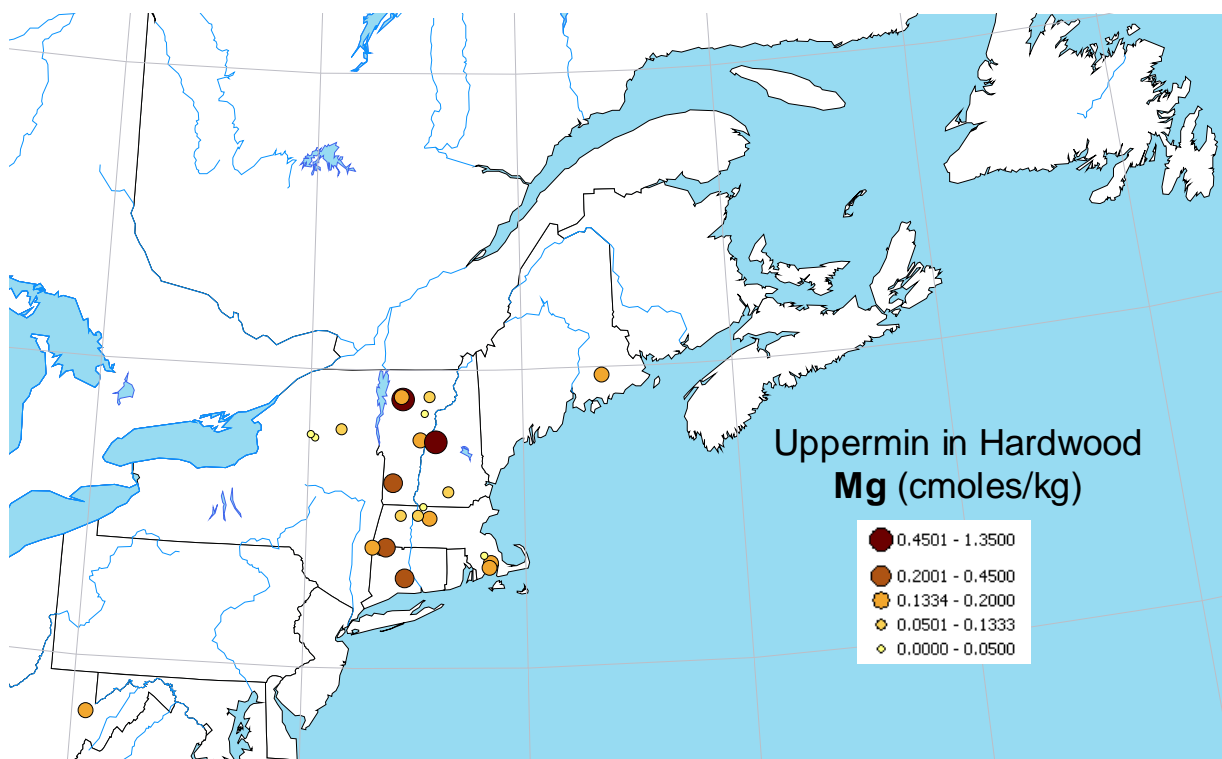 Uppermin in Hardwood
Mg (cmoles/kg)
0.4501 - 1.3500
0.2001 - 0.4500
0.1334 - 0.2000
0.0501 - 0.1333
0.0000 - 0.0500